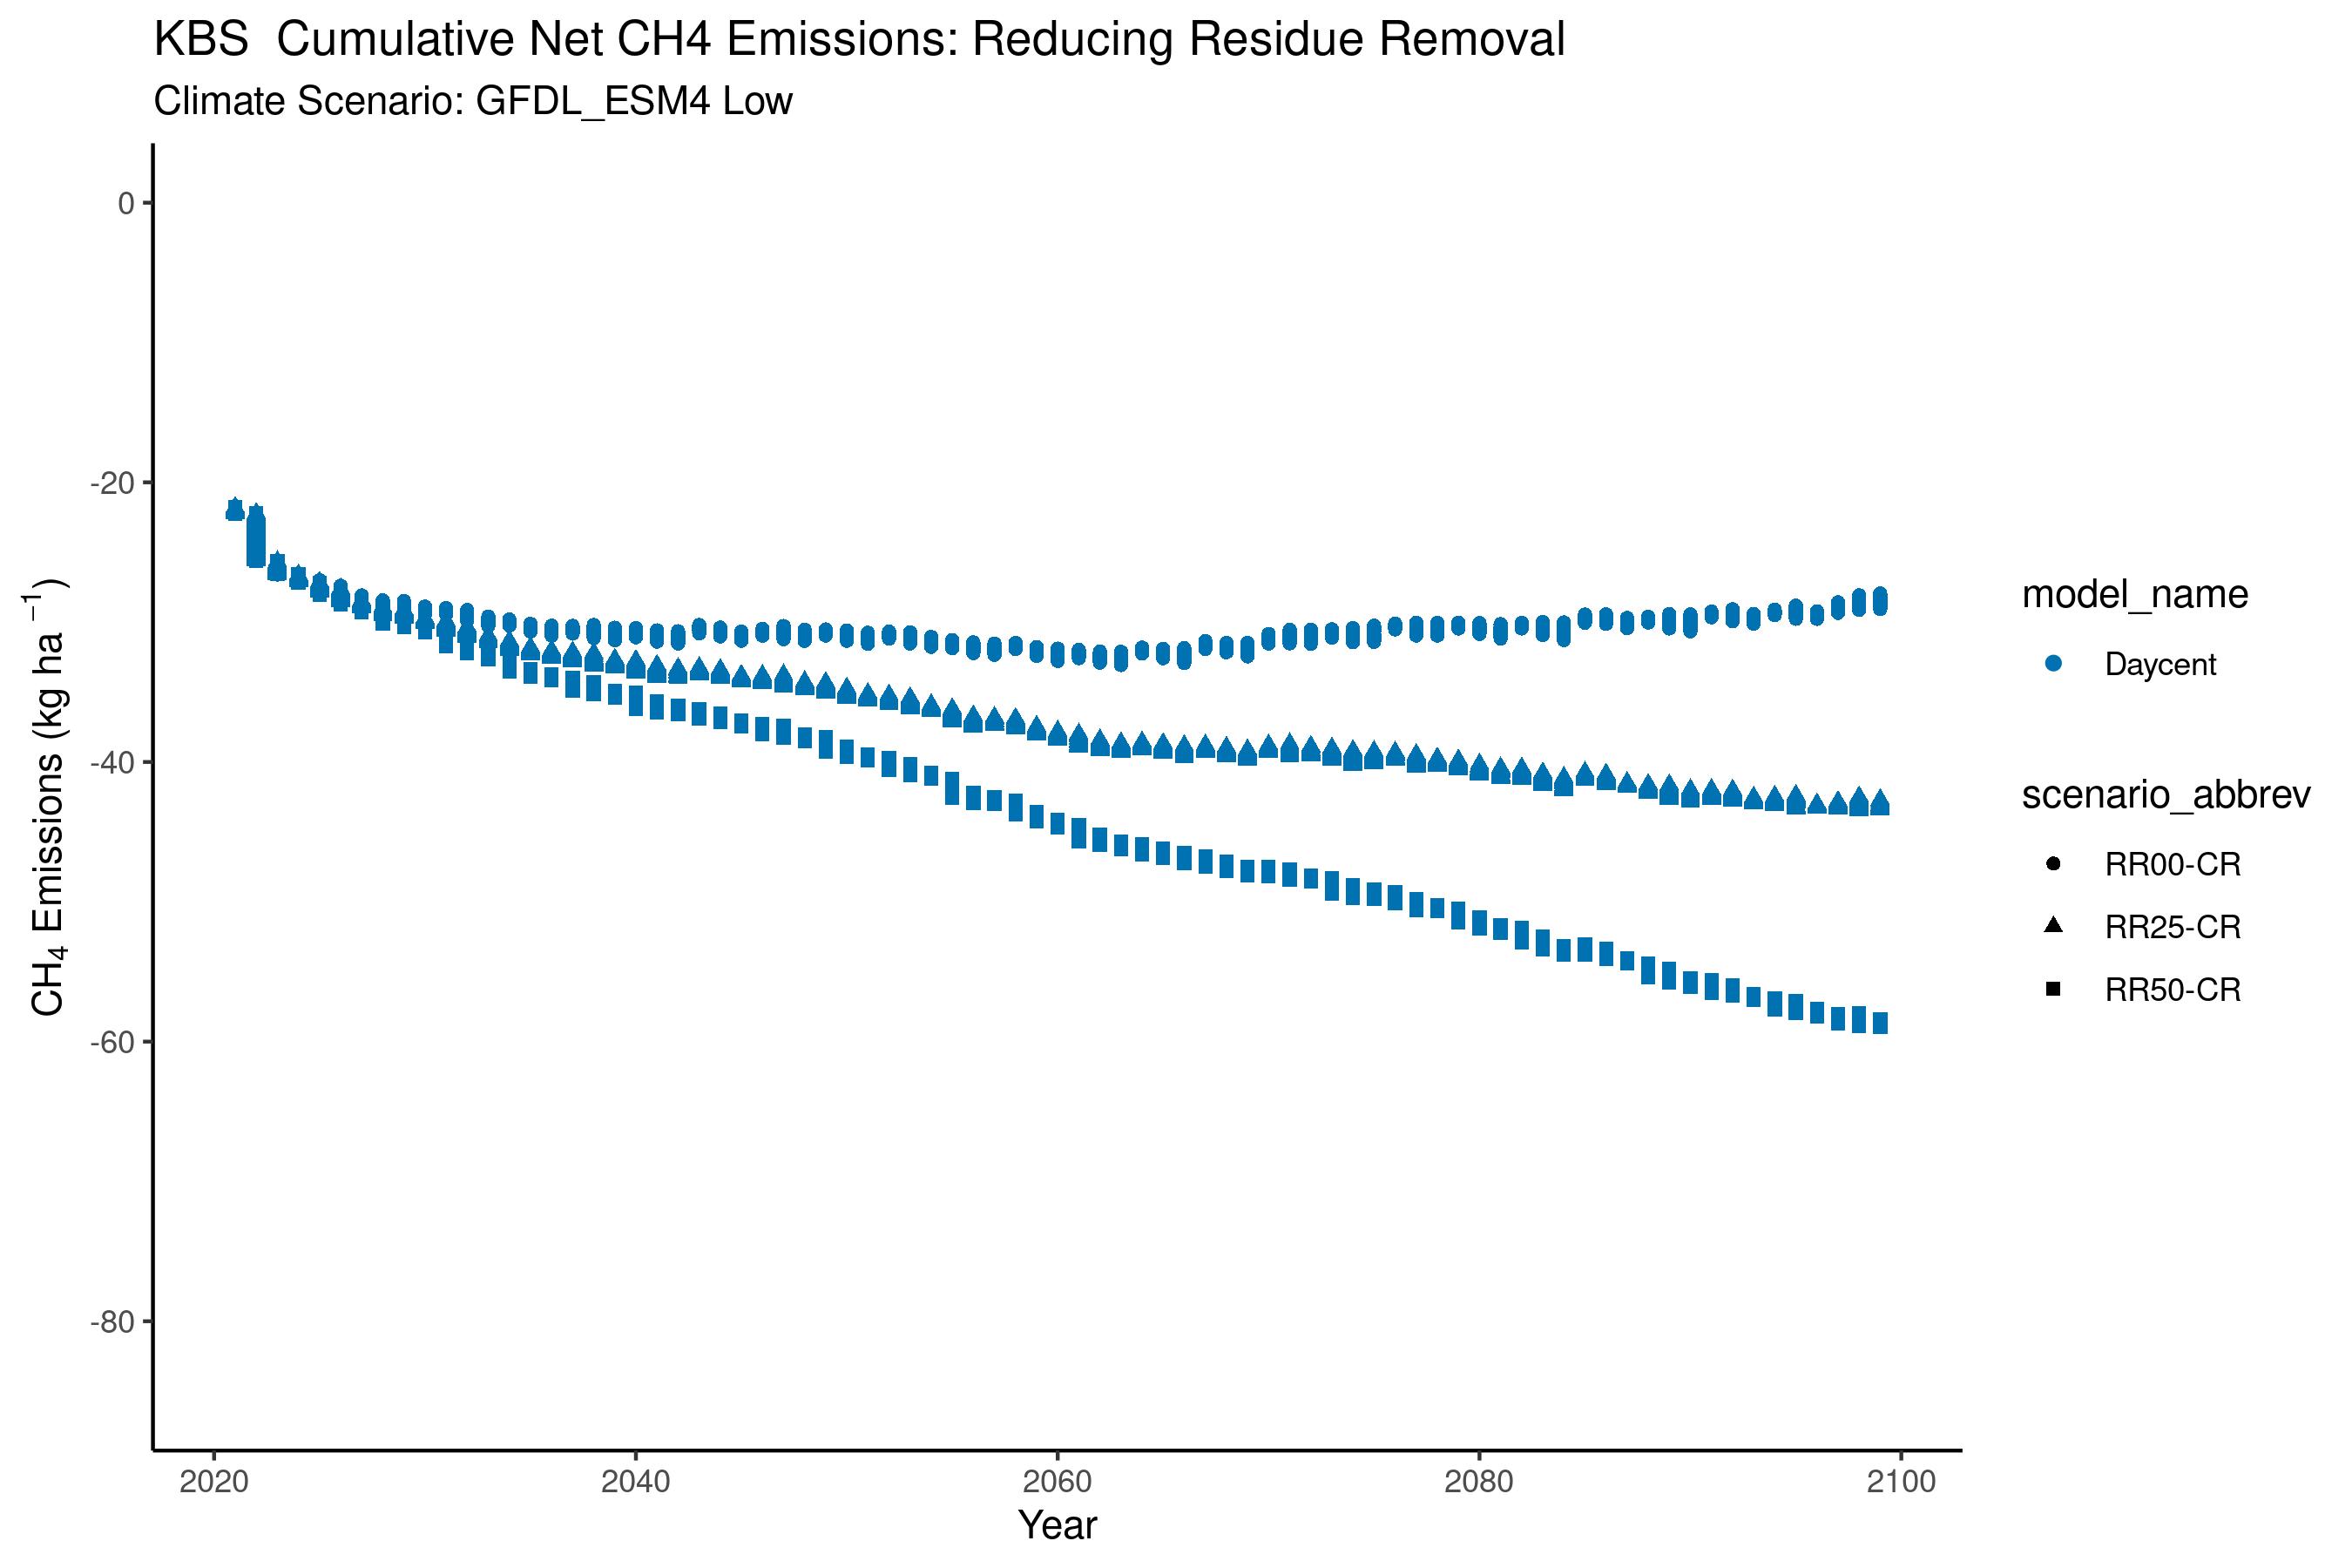 KBS  Cumulative Net CH4 Emissions: Reducing Residue Removal
Climate Scenario: GFDL_ESM4 Low
CH₄ Emissions (kg ha ⁻¹)
0
-20
-40
-60
-80
2020
2040
2060
2080
2100
Year
model_name
Daycent
scenario_abbrev
RR00-CR
RR25-CR
RR50-CR